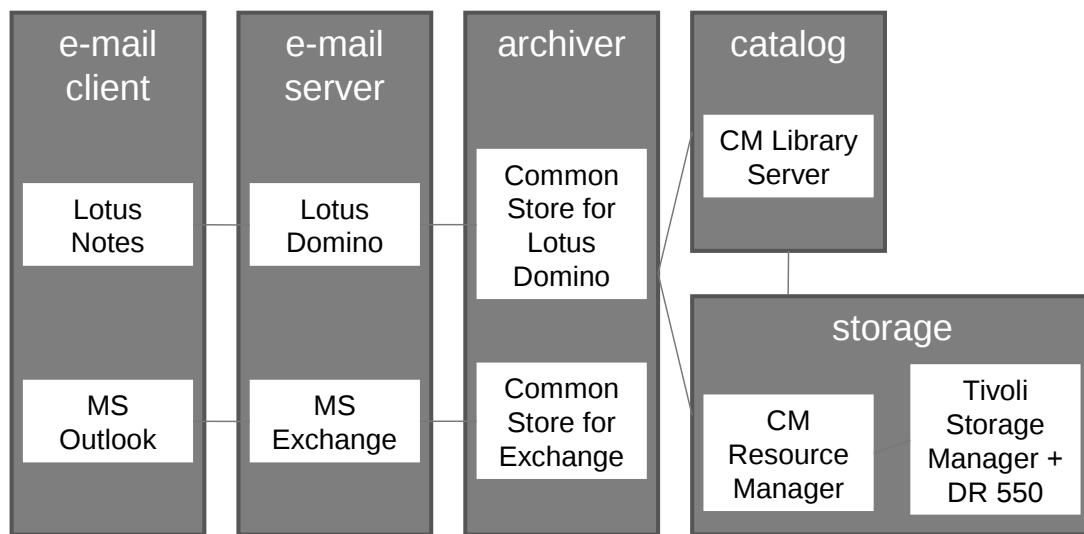 e-mail
client
Lotus
Notes
MS
Outlook
e-mail
server
Lotus
Domino
MS
Exchange
archiver
Common
Store for
Lotus
Domino
Common
Store for
Exchange
catalog
CM Library
Server
storage
CM
Resource
Manager
Tivoli
Storage
Manager +
DR 550